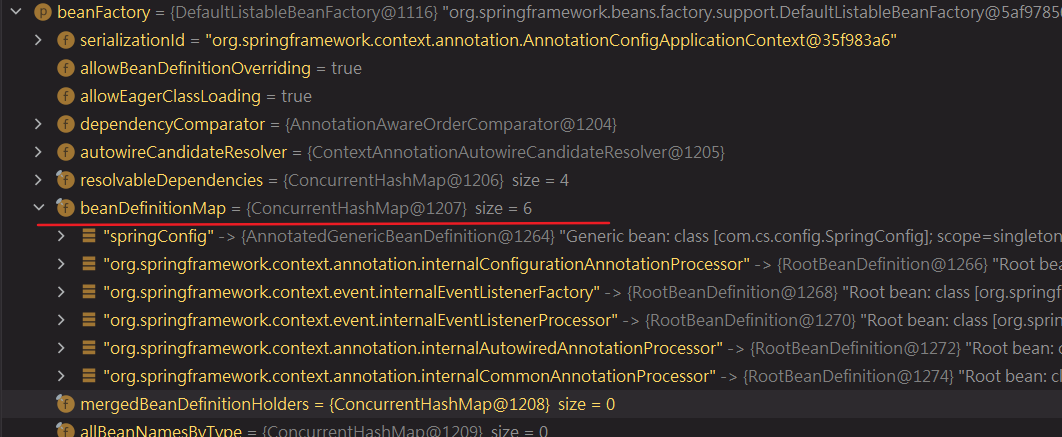 beanFactory = {DefaultListableBeanFactory@1116} "org.springframework.beans.factory.support.DefaultListableBeanFactory@5af9785
serializationId = "org.springframework.context.annotation.AnnotationConfigApplicationContext@35f983a6"
allowBeanDefinitionOverriding = true
allowEagerClassLoading = true
dependencyComparator = {AnnotationAwareOrderComparator@1204}
autowireCandidateResolver = {ContextAnnotationAutowireCandidateResolver@1205}
resolvableDependencies = {ConcurrentHashMap@1206} size = 4
beanDefinitionMap = {ConcurrentHashMap@1207} size = 6
"springConfig" -> {AnnotatedGenericBeanDefinition@1264} "Generic bean: class [com.cs.config.SpringConfig]; scope=singleton
"org.springframework.context.annotation.internalConfigurationAnnotationProcessor" -> {RootBeanDefinition@1266} "Root bea
"org.springframework.context.event.internalEventListenerFactory" -> {RootBeanDefinition@1268} "Root bean: class [org.springf
"org.springframework.context.event.internalEventListenerProcessor" -> {RootBeanDefinition@1270} "Root bean: class [org.sprin
"org.springframework.context.annotation.internalAutowiredAnnotationProcessor" -> {RootBeanDefinition@1272} "Root bean:
"org.springframework.context.annotation.internalCommonAnnotationProcessor" -> {RootBeanDefinition@1274} "Root bean: cl
mergedBeanDefinitionHolders = {ConcurrentHashMap@1208} size = 0
allBeanNamesByType = {ConcurrentHashMap@1209} size = 0